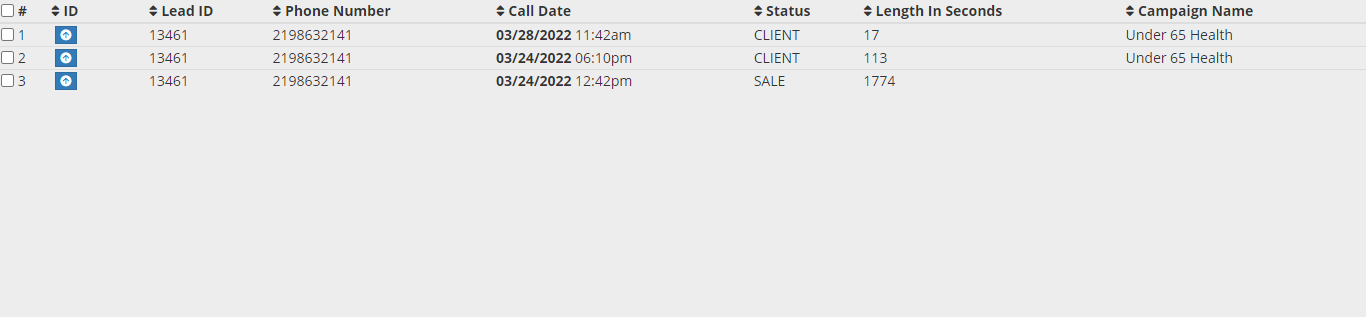 # ID Lead ID Phone Number Call Date Status Length In Seconds Campaign Name
1 13461 2198632141 03/28/2022 11:42am CLIENT 17 Under 65 Health
2 13461 2198632141 03/24/2022 06:10pm CLIENT 113 Under 65 Health
3 13461 2198632141 03/24/2022 12:42pm SALE 1774